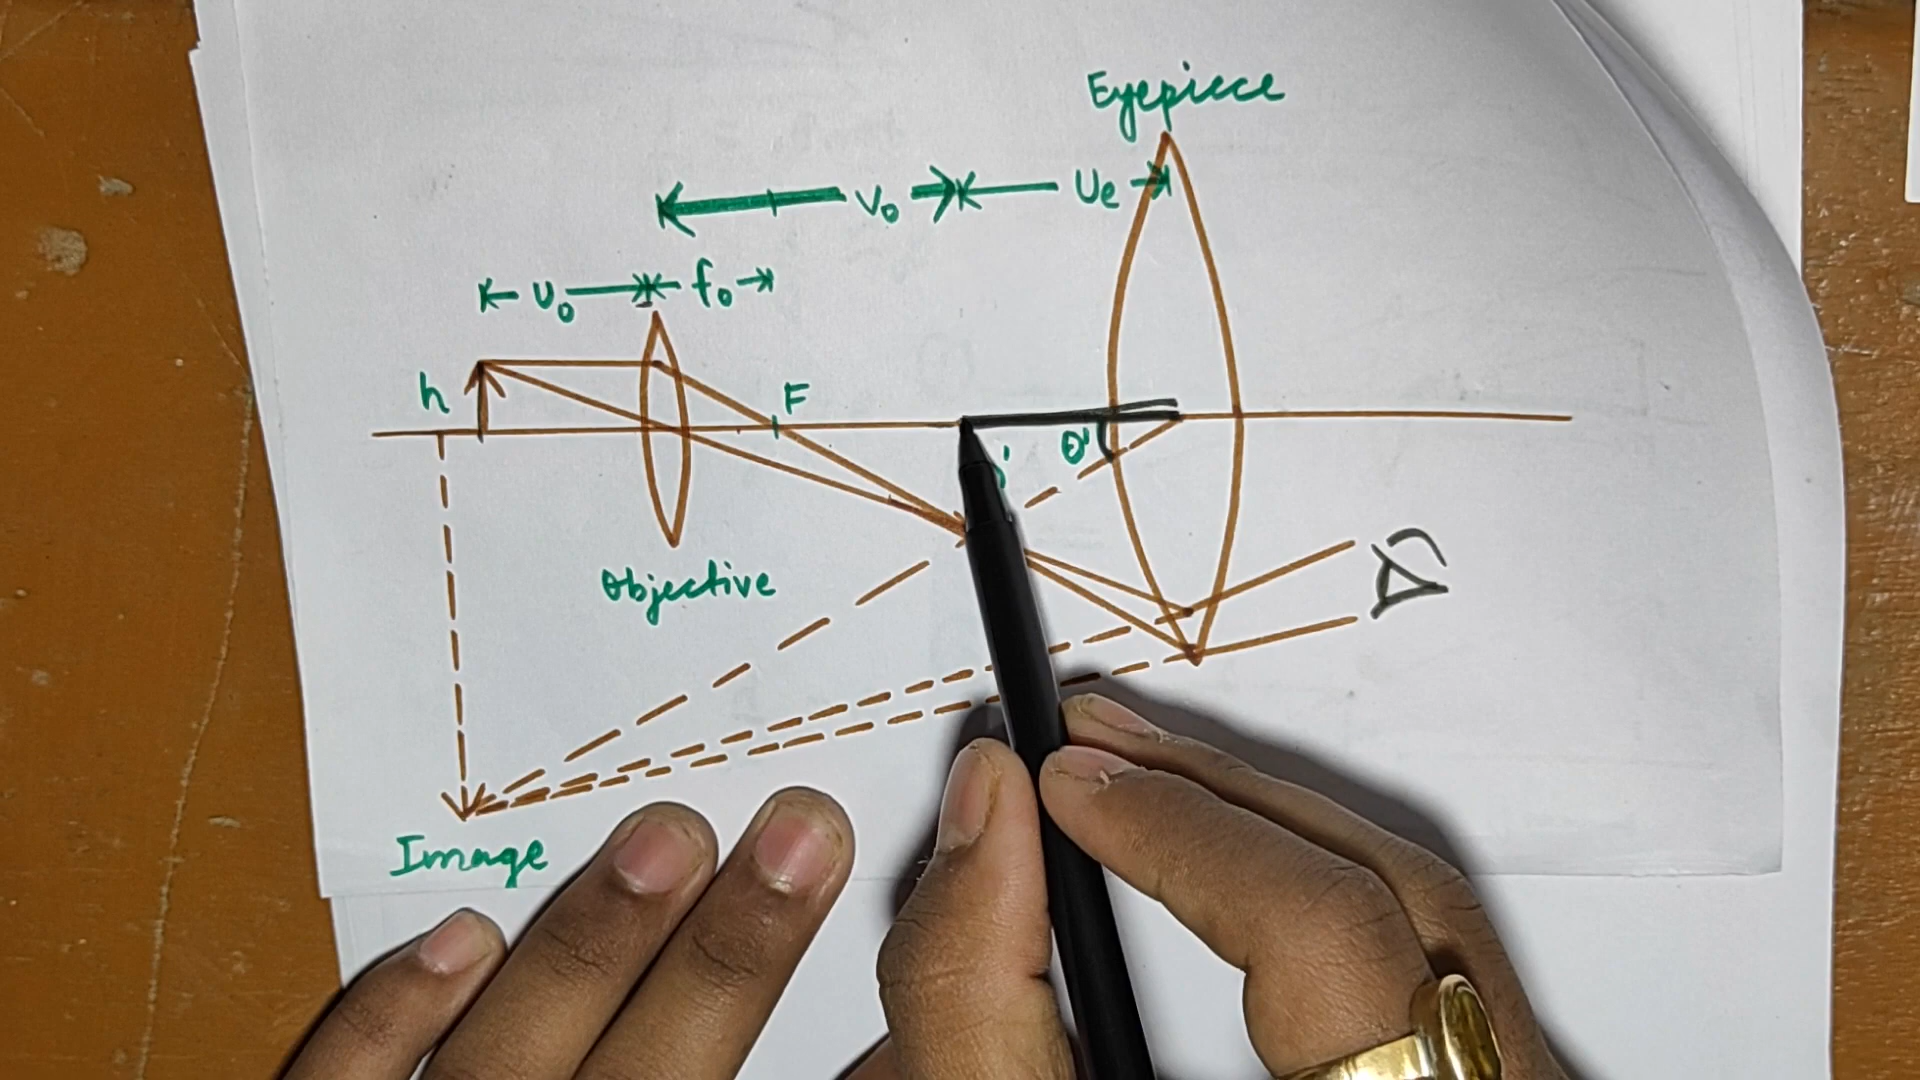 Eyepiece
v₀ Ue
u₀ f₀
h F
θ'
Objective
Image